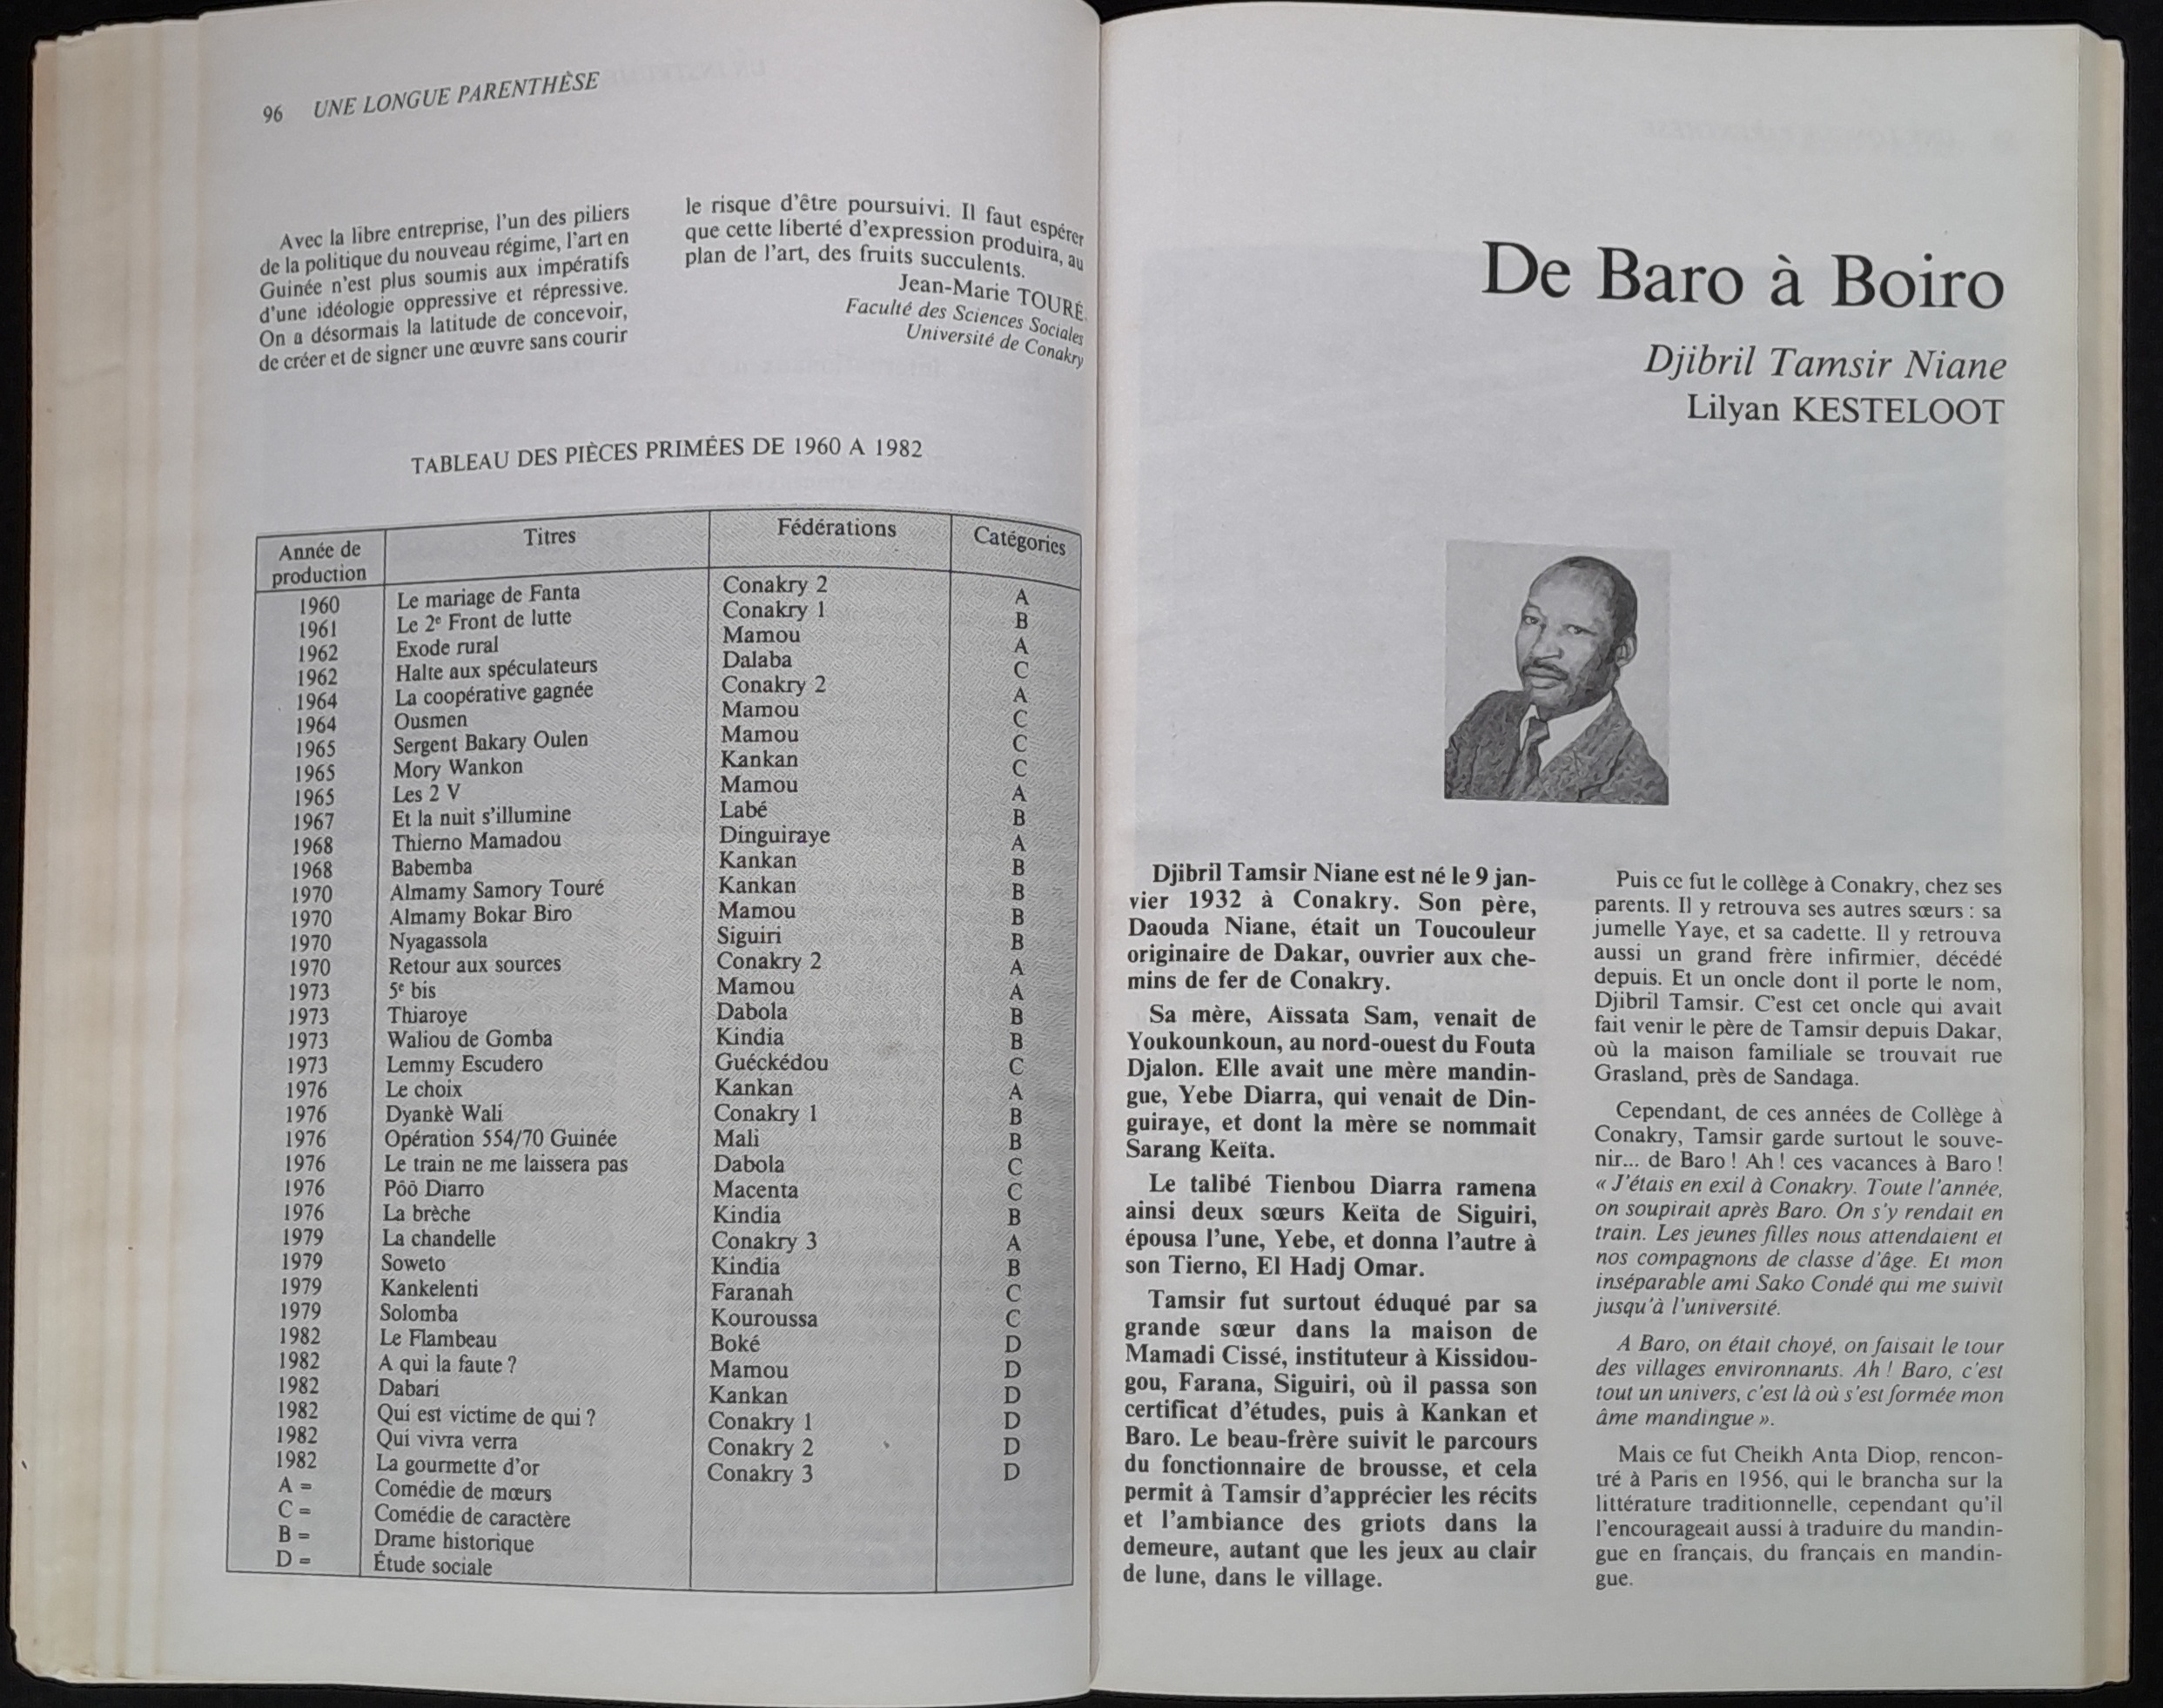 96 UNE LONGUE PARENTHÈSE
Avec la libre entreprise, l'un des piliers
de la politique du nouveau régime, l'art en
Guinée n'est plus soumis aux impératifs
d'une idéologie oppressive et répressive.
On a désormais la latitude de concevoir,
de créer et de signer une œuvre sans courir
le risque d'être poursuivi. Il faut espérer
que cette liberté d'expression produira, au
plan de l'art, des fruits succulents.
Jean-Marie TOURÉ
Faculté des Sciences Sociales
Université de Conakry
TABLEAU DES PIÈCES PRIMÉES DE 1960 A 1982
Année de production Titres Fédérations Catégories
1960 Le mariage de Fanta Conakry 2 A
1961 Le 2e Front de lutte Conakry 1 B
1962 Exode rural Mamou A
1962 Halte aux spéculateurs Dalaba C
1964 La coopérative gagnée Conakry 2 A
1964 Ousmen Mamou C
1965 Sergent Bakary Oulen Mamou C
1965 Mory Wankon Kankan C
1965 Les 2 V Mamou A
1967 Et la nuit s'illumine Labé B
1968 Thierno Mamadou Dinguiraye A
1968 Babemba Kankan B
1970 Almamy Samory Touré Kankan B
1970 Almamy Bokar Biro Mamou B
1970 Nyagassola Siguiri B
1970 Retour aux sources Conakry 2 A
1973 5e bis Mamou A
1973 Thiaroye Dabola B
1973 Waliou de Gomba Kindia B
1973 Lemmy Escudero Guéckédou C
1976 Le choix Kankan A
1976 Dyankè Wali Conakry 1 B
1976 Opération 554/70 Guinée Mali B
1976 Le train ne me laissera pas Dabola C
1976 Pôô Diarro Macenta C
1976 La brèche Kindia B
1979 La chandelle Conakry 3 A
1979 Soweto Kindia B
1979 Kankelenti Faranah C
1979 Solomba Kouroussa C
1982 Le Flambeau Boké D
1982 A qui la faute ? Mamou D
1982 Dabari Kankan D
1982 Qui est victime de qui ? Conakry 1 D
1982 Qui vivra verra Conakry 2 D
1982 La gourmette d'or Conakry 3 D
A = Comédie de mœurs
C = Comédie de caractère
B = Drame historique
D = Étude sociale
De Baro à Boiro
Djibril Tamsir Niane
Lilyan KESTELOOT
Djibril Tamsir Niane est né le 9 jan-
vier 1932 à Conakry. Son père,
Daouda Niane, était un Toucouleur
originaire de Dakar, ouvrier aux che-
mins de fer de Conakry.
Sa mère, Aïssata Sam, venait de
Youkounkoun, au nord-ouest du Fouta
Djalon. Elle avait une mère mandin-
gue, Yebe Diarra, qui venait de Din-
guiraye, et dont la mère se nommait
Sarang Keïta.
Le talibé Tienbou Diarra ramena
ainsi deux sœurs Keïta de Siguiri,
épousa l'une, Yebe, et donna l'autre à
son Tierno, El Hadj Omar.
Tamsir fut surtout éduqué par sa
grande sœur dans la maison de
Mamadi Cissé, instituteur à Kissidou-
gou, Farana, Siguiri, où il passa son
certificat d'études, puis à Kankan et
Baro. Le beau-frère suivit le parcours
du fonctionnaire de brousse, et cela
permit à Tamsir d'apprécier les récits
et l'ambiance des griots dans la
demeure, autant que les jeux au clair
de lune, dans le village.
Puis ce fut le collège à Conakry, chez ses
parents. Il y retrouva ses autres sœurs : sa
jumelle Yaye, et sa cadette. Il y retrouva
aussi un grand frère infirmier, décédé
depuis. Et un oncle dont il porte le nom,
Djibril Tamsir. C'est cet oncle qui avait
fait venir le père de Tamsir depuis Dakar,
où la maison familiale se trouvait rue
Grasland, près de Sandaga.
Cependant, de ces années de Collège à
Conakry, Tamsir garde surtout le souve-
nir... de Baro ! Ah ! ces vacances à Baro !
« J'étais en exil à Conakry. Toute l'année,
on soupirait après Baro. On s'y rendait en
train. Les jeunes filles nous attendaient et
nos compagnons de classe d'âge. Et mon
inséparable ami Sako Condé qui me suivit
jusqu'à l'université.
A Baro, on était choyé, on faisait le tour
des villages environnants. Ah ! Baro, c'est
tout un univers, c'est là où s'est formée mon
âme mandingue ».
Mais ce fut Cheikh Anta Diop, rencon-
tré à Paris en 1956, qui le brancha sur la
littérature traditionnelle, cependant qu'il
l'encourageait aussi à traduire du mandin-
gue en français, du français en mandin-
gue.